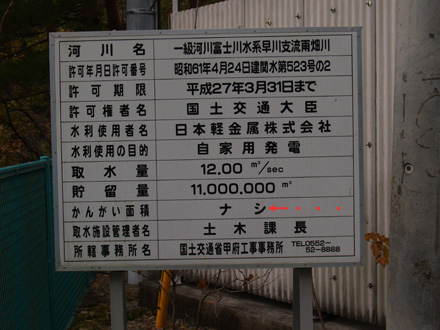 河川名 一級河川富士川水系早川支流雨畑川
許可年月日許可番号 昭和61年4月24日建関水第523号の2
許可期限 平成27年3月31日まで
許可権者名 国土交通大臣
水利使用者名 日本軽金属株式会社
水利使用の目的 自家用発電
取水量 12.00 m³/sec
貯留量 11.000.000 m³
かんがい面積 ナシ
取水施設管理者名 土木課長
所轄事務所名 国土交通省甲府工事事務所 TEL0552-52-8888